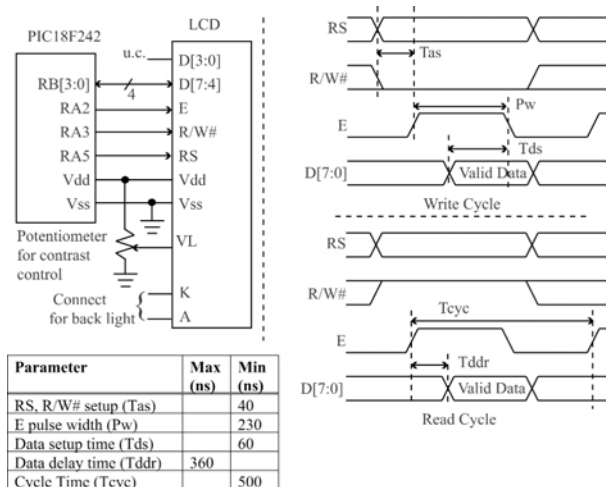 LCD
PIC18F242
u.c.
D[3:0]
RB[3:0]
4
D[7:4]
RA2
E
RA3
R/W#
RA5
RS
Vdd
Vdd
Vss
Vss
Potentiometer
for contrast
control
VL
Connect
for back light
K
A
RS
Tas
R/W#
Pw
E
Tds
D[7:0]
Valid Data
Write Cycle
RS
R/W#
Tcyc
E
Tddr
D[7:0]
Valid Data
Read Cycle
Parameter Max (ns) Min (ns)
RS, R/W# setup (Tas) 40
E pulse width (Pw) 230
Data setup time (Tds) 60
Data delay time (Tddr) 360
Cycle Time (Tcyc) 500